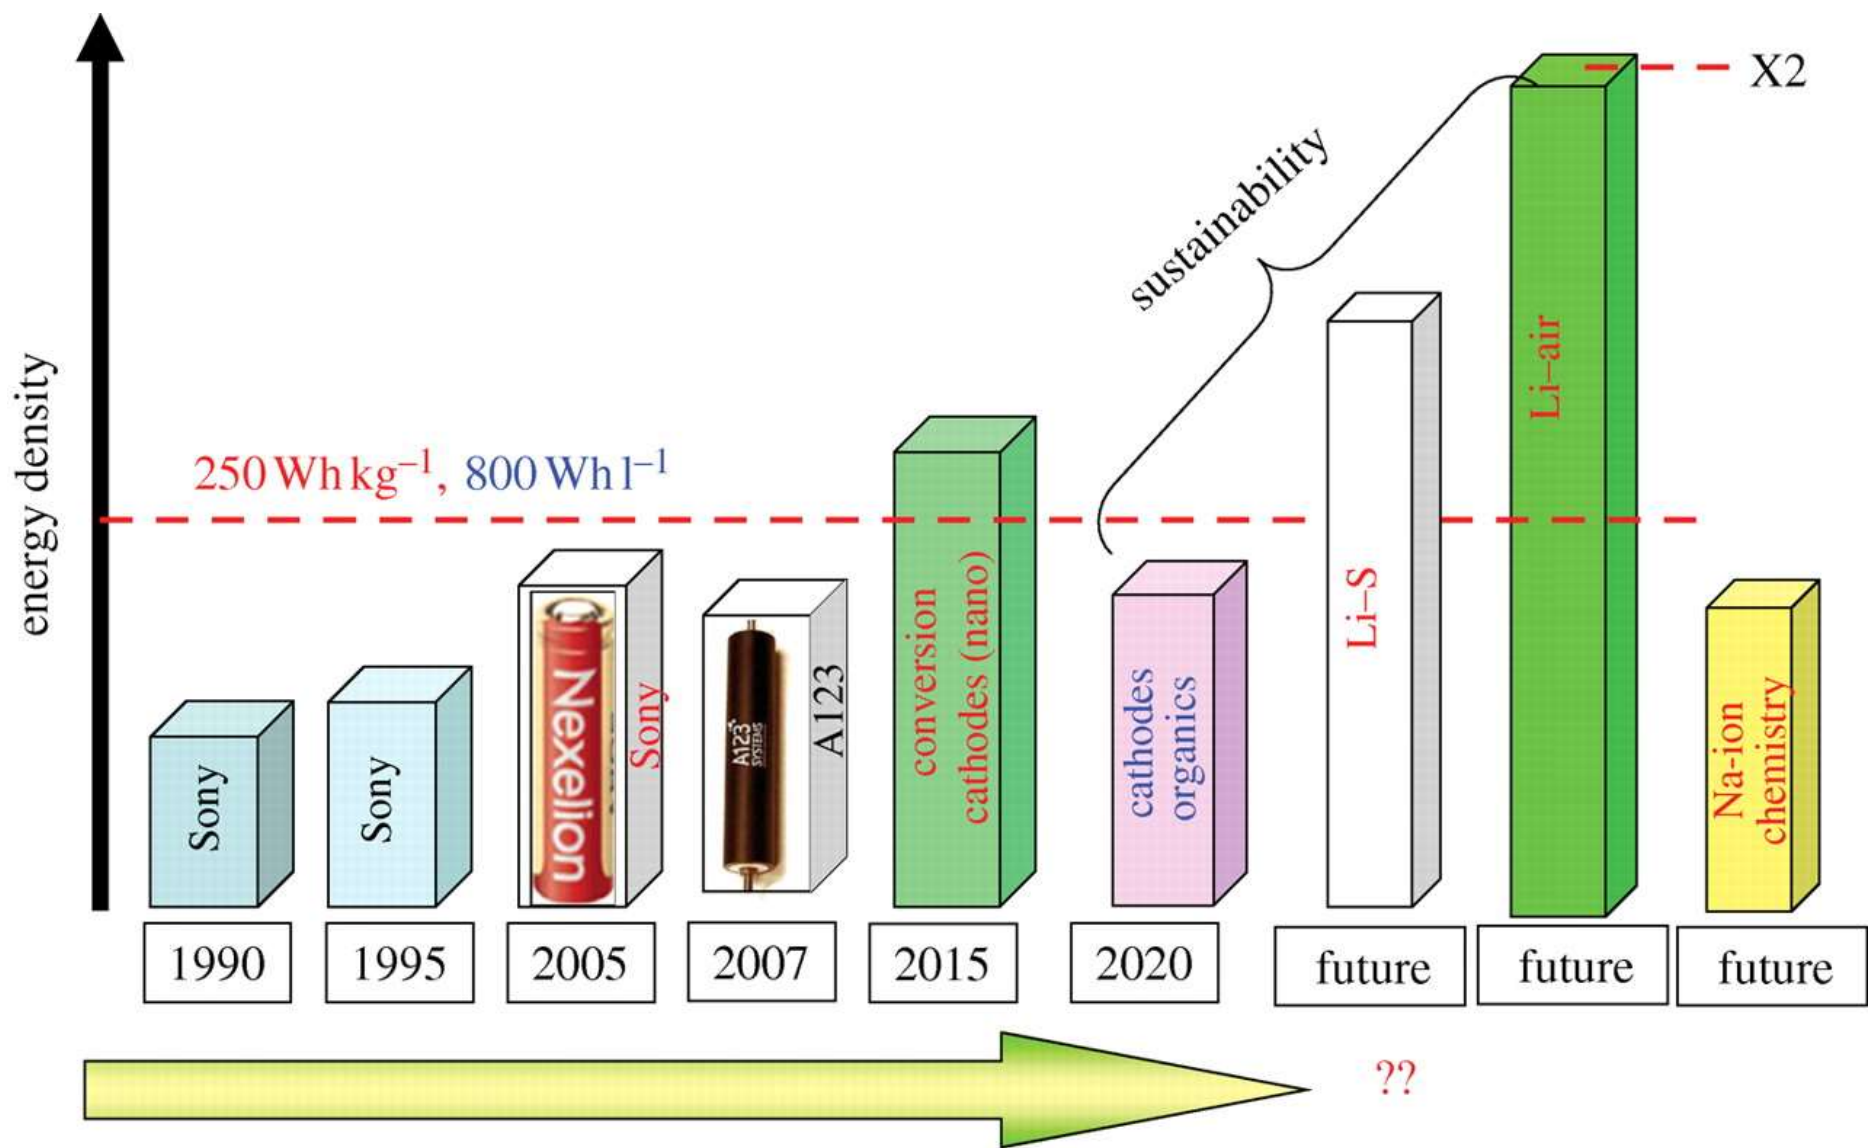 X2
sustainability
energy density
250 Wh kg⁻¹, 800 Wh l⁻¹
Sony
Sony
Nexelion
Sony
A123
SYSTEMS
A123
conversion
cathodes (nano)
cathodes
organics
Li–S
Li–air
Na-ion
chemistry
1990
1995
2005
2007
2015
2020
future
future
future
??